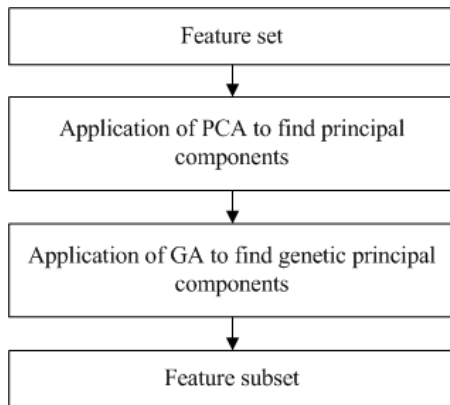 Feature set
Application of PCA to find principal
components
Application of GA to find genetic principal
components
Feature subset